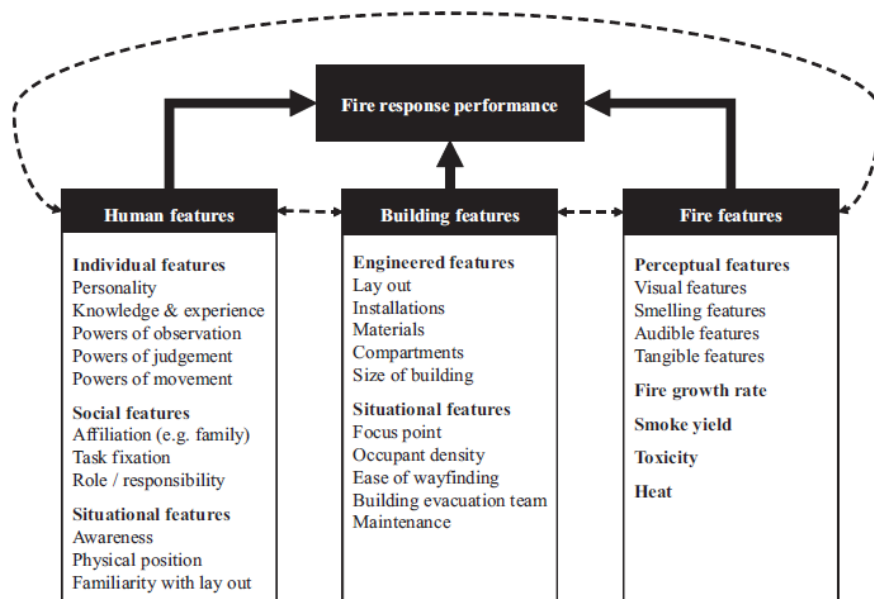 Fire response performance
Human features
Individual features
Personality
Knowledge & experience
Powers of observation
Powers of judgement
Powers of movement
Social features
Affiliation (e.g. family)
Task fixation
Role / responsibility
Situational features
Awareness
Physical position
Familiarity with lay out
Building features
Engineered features
Lay out
Installations
Materials
Compartments
Size of building
Situational features
Focus point
Occupant density
Ease of wayfinding
Building evacuation team
Maintenance
Fire features
Perceptual features
Visual features
Smelling features
Audible features
Tangible features
Fire growth rate
Smoke yield
Toxicity
Heat